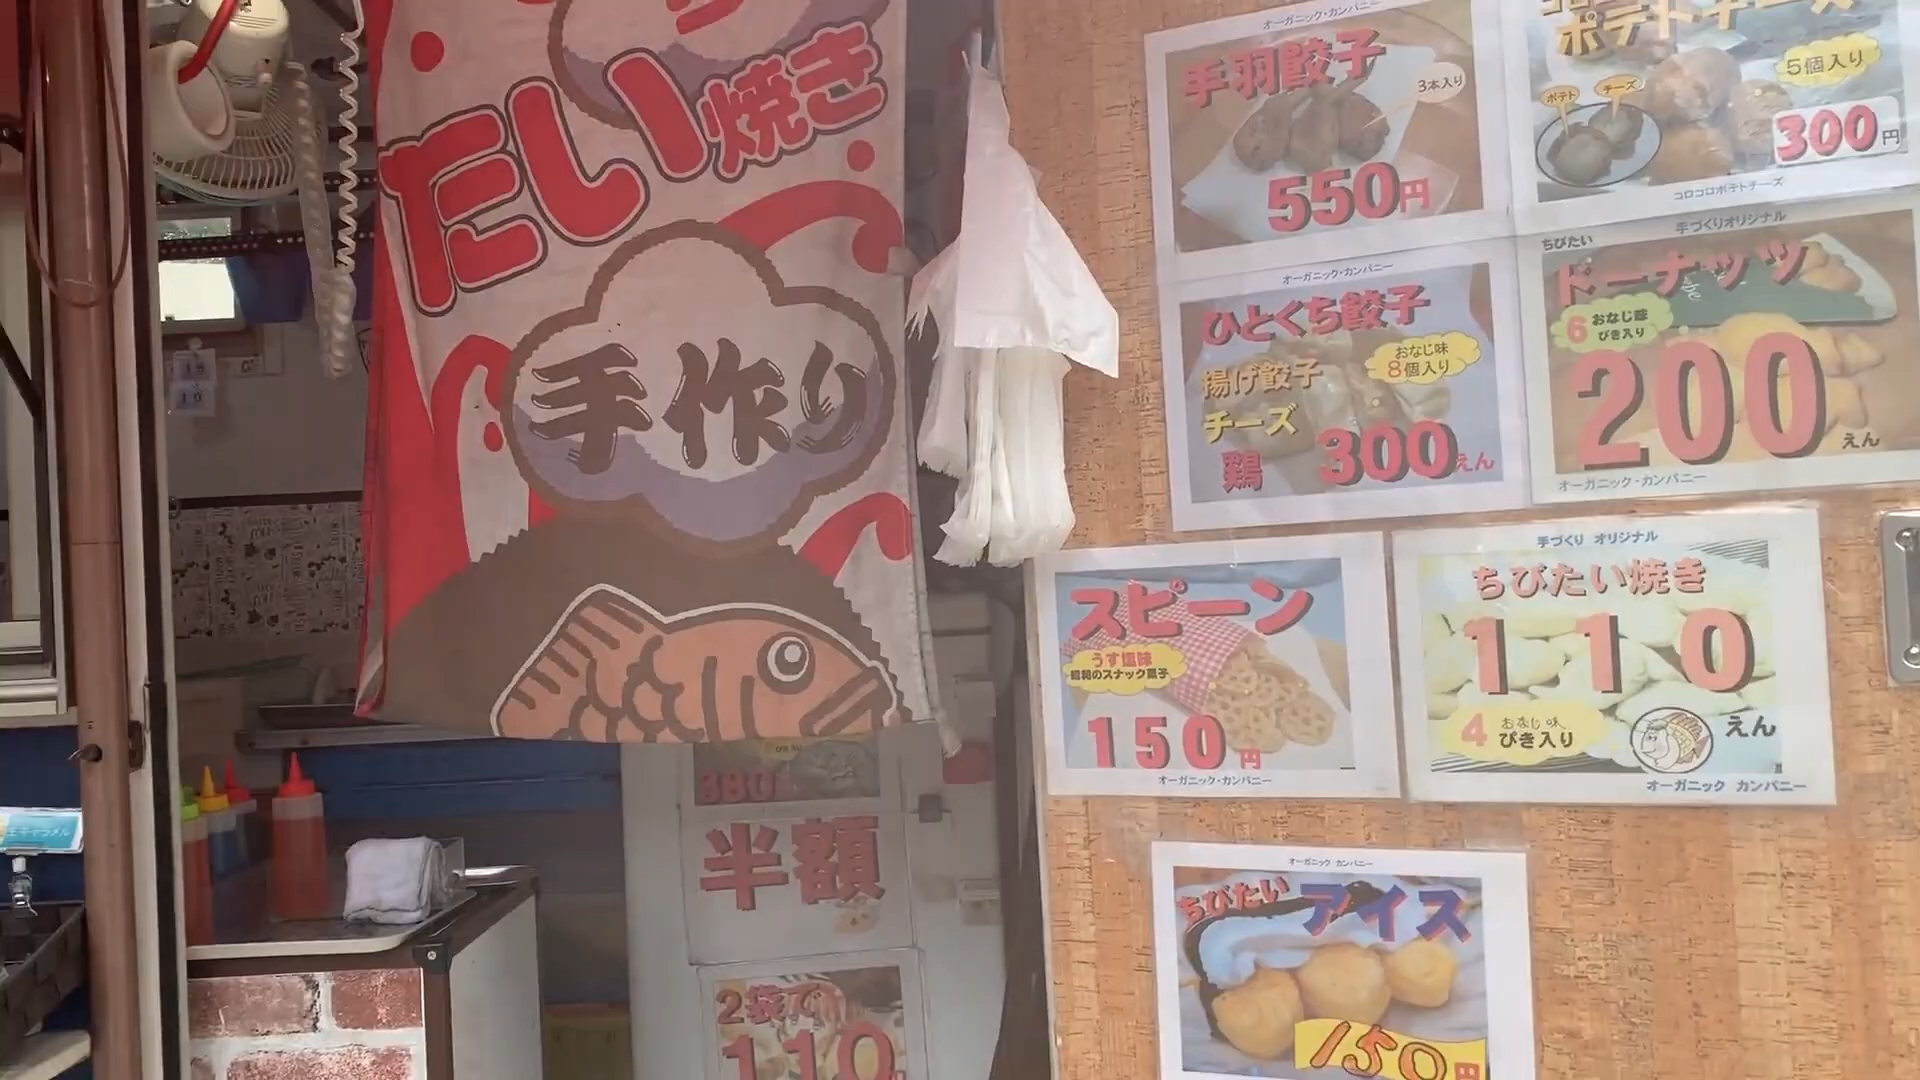 たい焼き
手作り
380
半額
2袋で
110
オーガニック・カンパニー
手羽餃子
3本入り
550円
ポテトチーズ
5個入り
ポテト
チーズ
300円
コロコロポテトチーズ
オーガニック・カンパニー
ひとくち餃子
おなじ味
8個入り
揚げ餃子
チーズ
鶏
300えん
手づくりオリジナル
ちびたい
ドーナッツ
6
おなじ味
ぴき入り
200
えん
オーガニック・カンパニー
スピーン
うす塩味
昭和のスナック菓子
150円
オーガニック・カンパニー
手づくり オリジナル
ちびたい焼き
110
えん
4
おなじ味
ぴき入り
オーガニック カンパニー
オーガニック カンパニー
ちびたい
アイス
150円